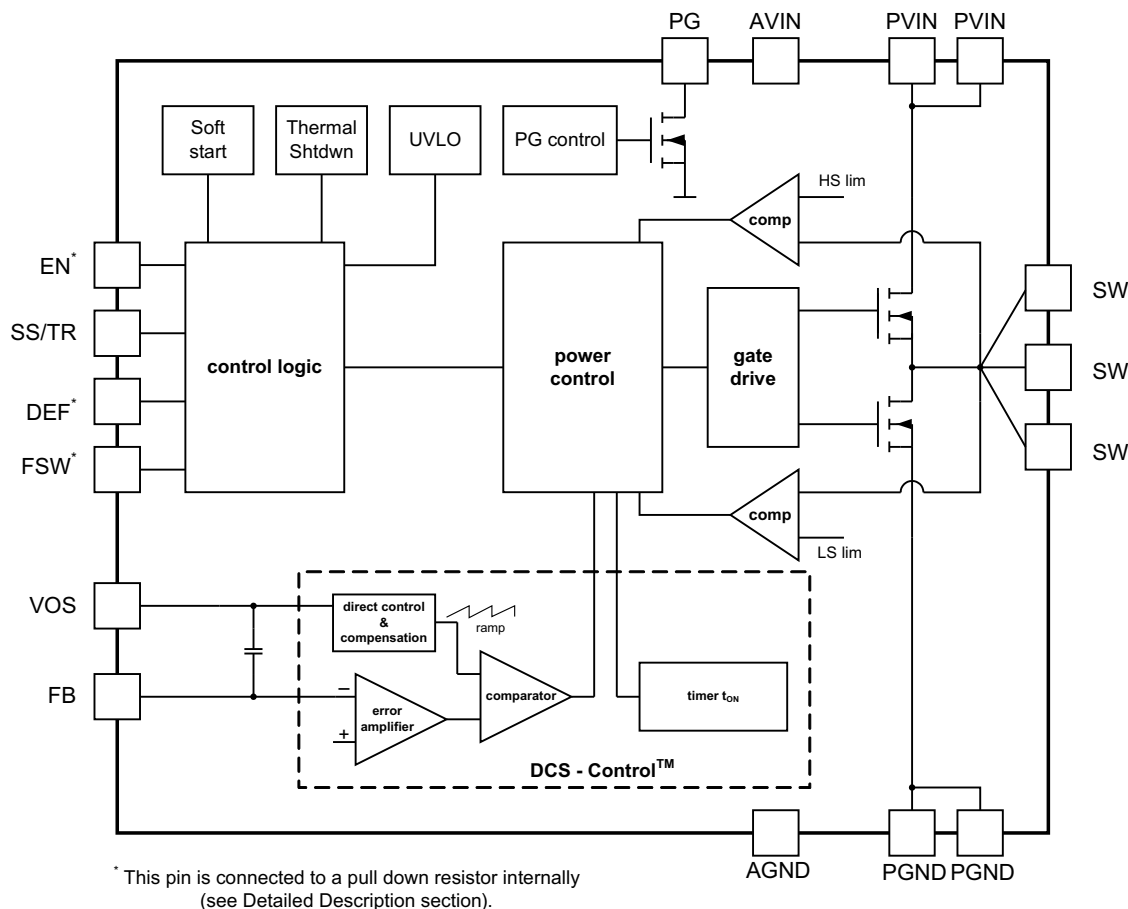 PG AVIN PVIN PVIN
Soft
start
Thermal
Shtdwn
UVLO
PG control
HS lim
comp
EN*
SS/TR
DEF*
FSW*
control logic
power
control
gate
drive
SW
SW
SW
comp
LS lim
VOS
FB
direct control
&
compensation
ramp
error
amplifier
− 
+
comparator
timer tON
DCS - Control™
AGND PGND PGND
* This pin is connected to a pull down resistor internally
(see Detailed Description section).